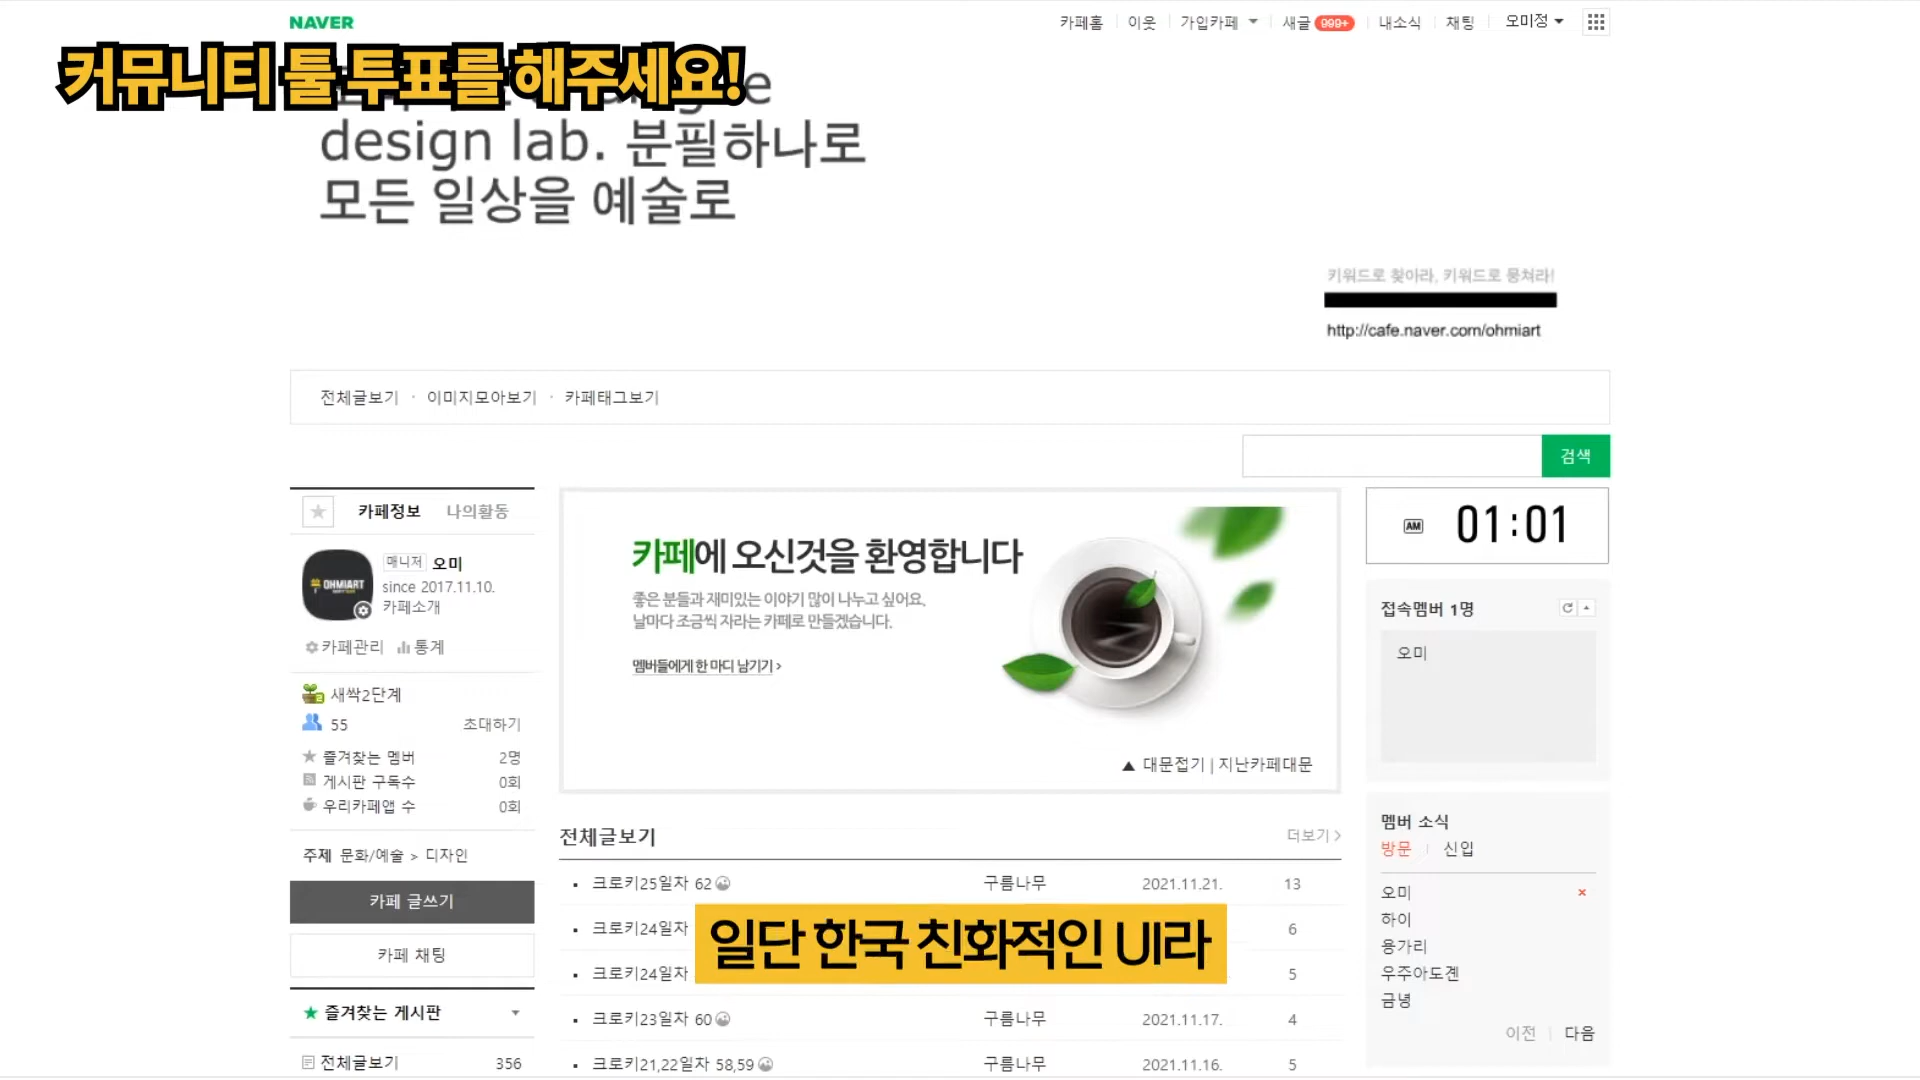 NAVER
카페홈 이웃 가입카페 새글 999+ 내소식 채팅 오미정
커뮤니티 툴 투표를 해주세요!
design lab. 분필하나로
모든 일상을 예술로
키워드로 찾아라, 키워드로 뭉쳐라!
http://cafe.naver.com/ohmiart
전체글보기 · 이미지모아보기 · 카페태그보기
검색
카페정보 나의활동
OHMIART
매니저 오미
since 2017.11.10.
카페소개
카페관리 통계
새싹2단계
55 초대하기
즐겨찾는 멤버 2명
게시판 구독수 0회
우리카페앱 수 0회
주제 문화/예술 > 디자인
카페 글쓰기
카페 채팅
즐겨찾는 게시판
전체글보기 356
카페에 오신것을 환영합니다
좋은 분들과 재미있는 이야기 많이 나누고 싶어요.
날마다 조금씩 자라는 카페로 만들겠습니다.
멤버들에게 한 마디 남기기 >
▲ 대문접기 | 지난카페대문
전체글보기 더보기 >
크로키25일차 62 구름나무 2021.11.21. 13
크로키24일차 6
크로키24일차 5
일단 한국 친화적인 UI라
크로키23일차 60 구름나무 2021.11.17. 4
크로키21,22일차 58,59 구름나무 2021.11.16. 5
AM 01:01
접속멤버 1명
오미
멤버 소식
방문 신입
오미
하이
용가리
우주아도겐
금녕
이전 다음